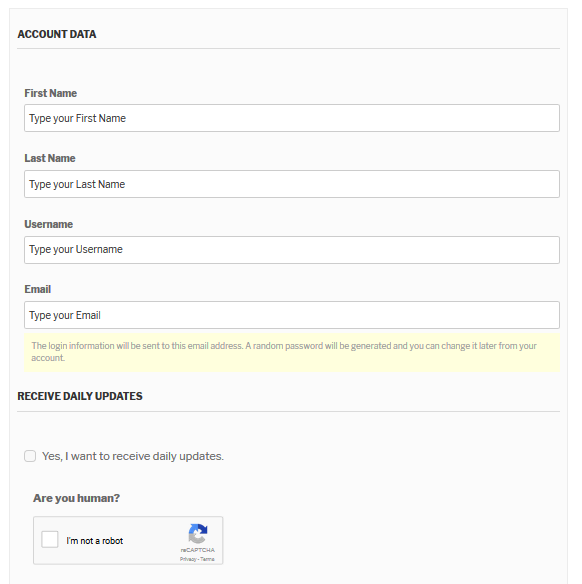 ACCOUNT DATA
First Name
Type your First Name
Last Name
Type your Last Name
Username
Type your Username
Email
Type your Email
The login information will be sent to this email address. A random password will be generated and you can change it later from your
account.
RECEIVE DAILY UPDATES
Yes, I want to receive daily updates.
Are you human?
I'm not a robot
reCAPTCHA
Privacy - Terms